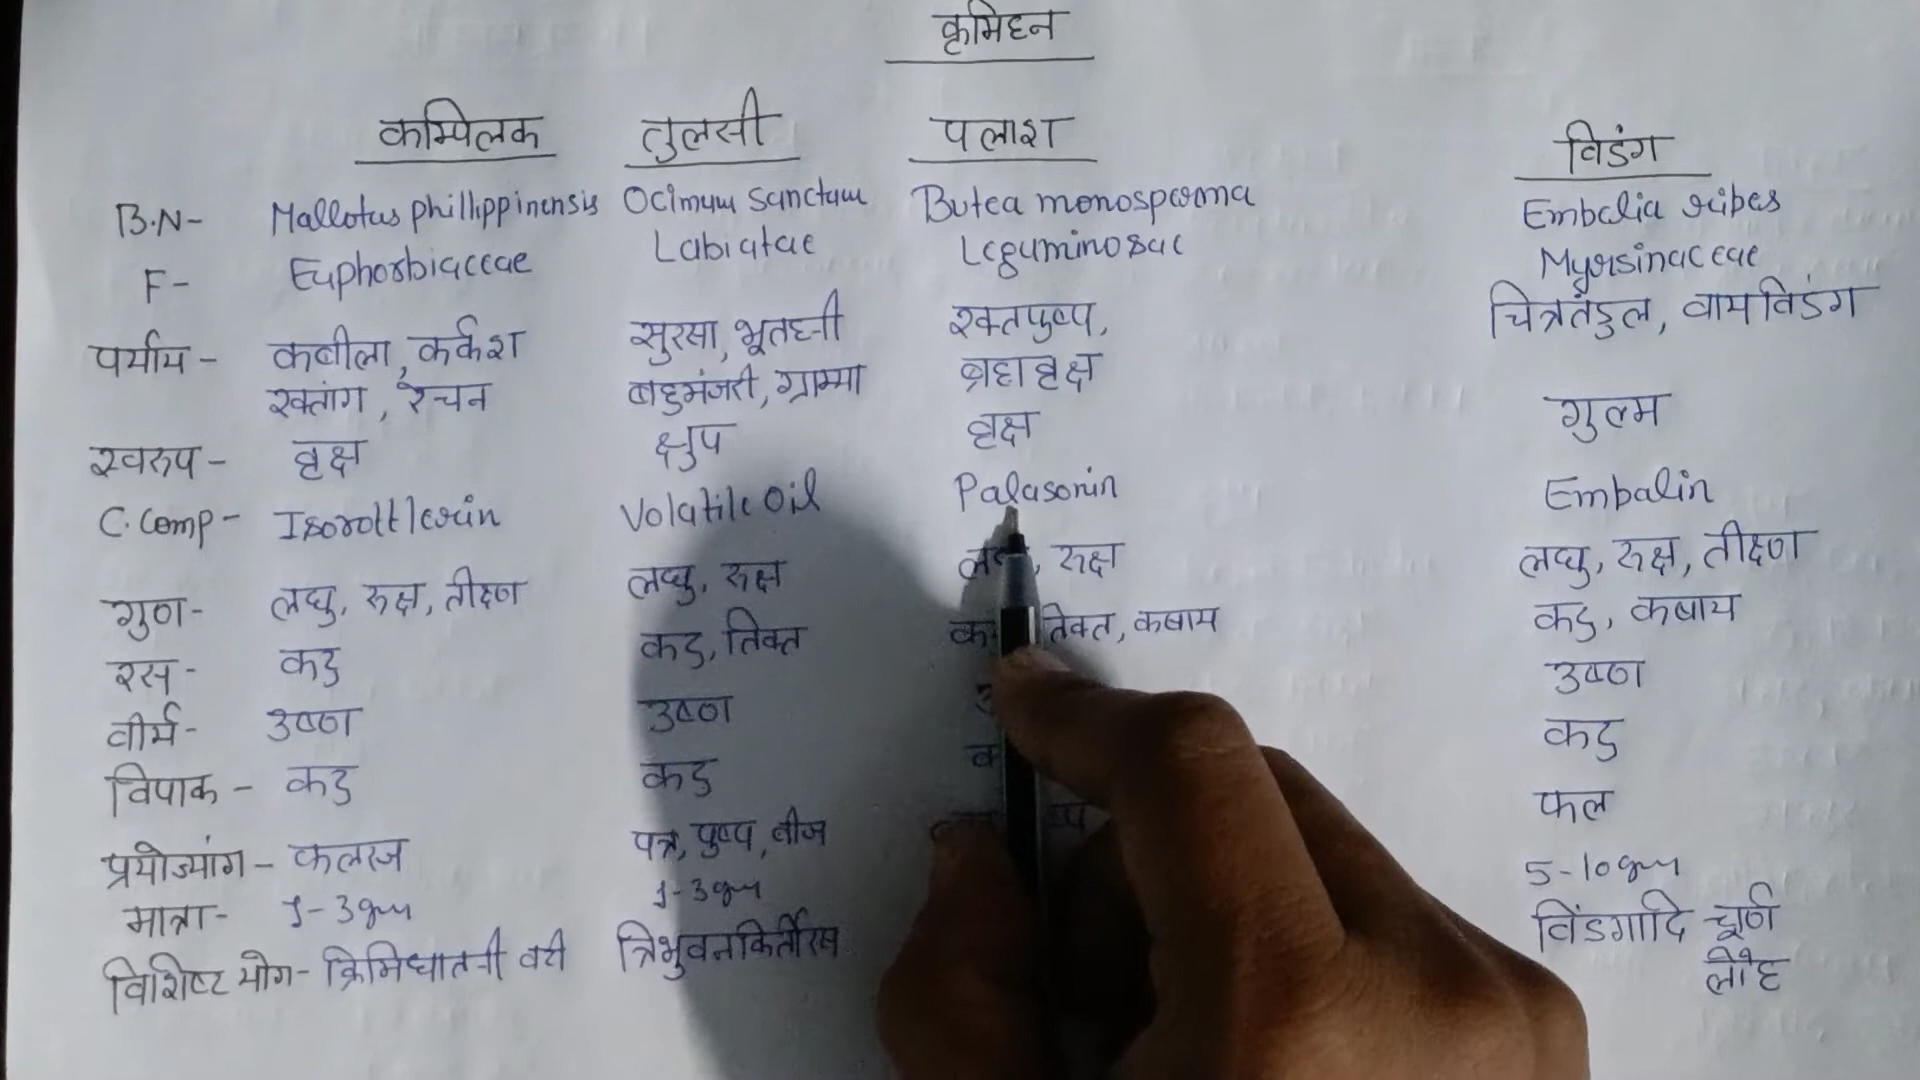 कृमिघ्न
कम्पिलक तुलसी पलाश विडंग
B.N- Mallotus phillippinensis Ocimum Sanctum Butea monosperma Embelia ribes
F- Euphorbiaceae Labiatae Leguminosae Myrsinaceae
पर्याय - कबीला, कर्कश सुरसा, भूतघ्नी रक्तपुष्प, चित्रतंडुल, वायविडंग
रक्तांग, रेचन बहुमंजरी, ग्राम्या ब्रह्मवृक्ष
स्वरुप - वृक्ष क्षुप वृक्ष गुल्म
C. Comp - Isorottlerin Volatile Oil Palasonin Embalin
गुण- लघु, रुक्ष, तीक्ष्ण लघु, रुक्ष रुक्ष लघु, रुक्ष, तीक्ष्ण
रस - कटु कटु, तिक्त तिक्त, कषाय कटु, कषाय
वीर्य- उष्ण उष्ण उष्ण
विपाक - कटु कटु कटु
प्रयोज्यांग - फलरज पत्र, पुष्प, बीज फल
मात्रा- 1-3gm 1-3gm 5-10gm
विशिष्ट योग- क्रिमिघातनी वटी त्रिभुवनकिर्तीरस विंडगादि चूर्ण
लौह